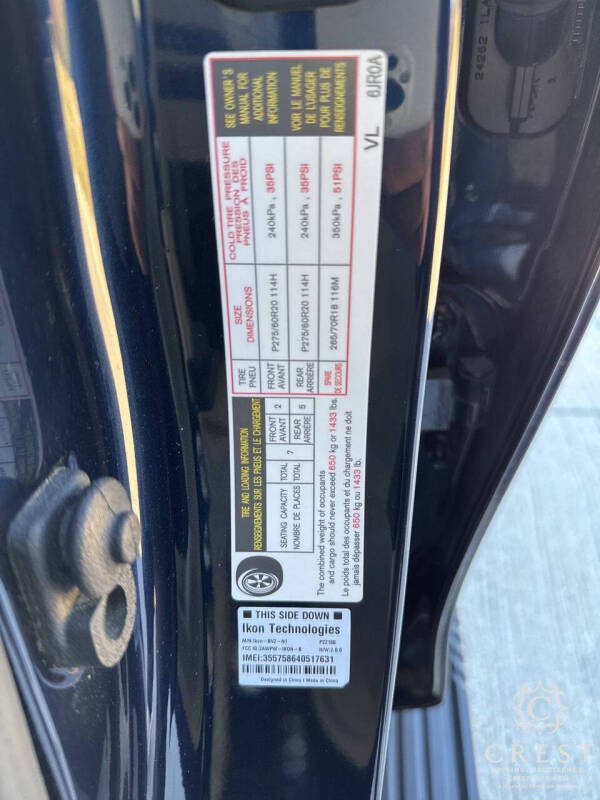 TIRE AND LOADING INFORMATION
RENSEIGNEMENTS SUR LES PNEUS ET LE CHARGEMENT
SEATING CAPACITY TOTAL 7 FRONT 2 REAR 5
NOMBRE DE PLACES TOTAL AVANT ARRIÈRE
The combined weight of occupants
and cargo should never exceed 650 kg or 1433 lbs.
Le poids total des occupants et du chargement ne doit
jamais dépasser 650 kg ou 1433 lb.
TIRE
PNEU
SIZE
DIMENSIONS
COLD TIRE PRESSURE
PRESSION DES
PNEUS À FROID
SEE OWNER'S
MANUAL FOR
ADDITIONAL
INFORMATION
FRONT
AVANT
P275/60R20 114H
240kPa , 35PSI
REAR
ARRIÈRE
P275/60R20 114H
240kPa , 35PSI
VOIR LE MANUEL
DE L'USAGER
POUR PLUS DE
RENSEIGNEMENTS
SPARE
DE SECOURS
265/70R18 116M
350kPa , 51PSI
VL 6JR0A
THIS SIDE DOWN
Ikon Technologies
IMEI:355758640517631
Designed in China | Made in China
CREST